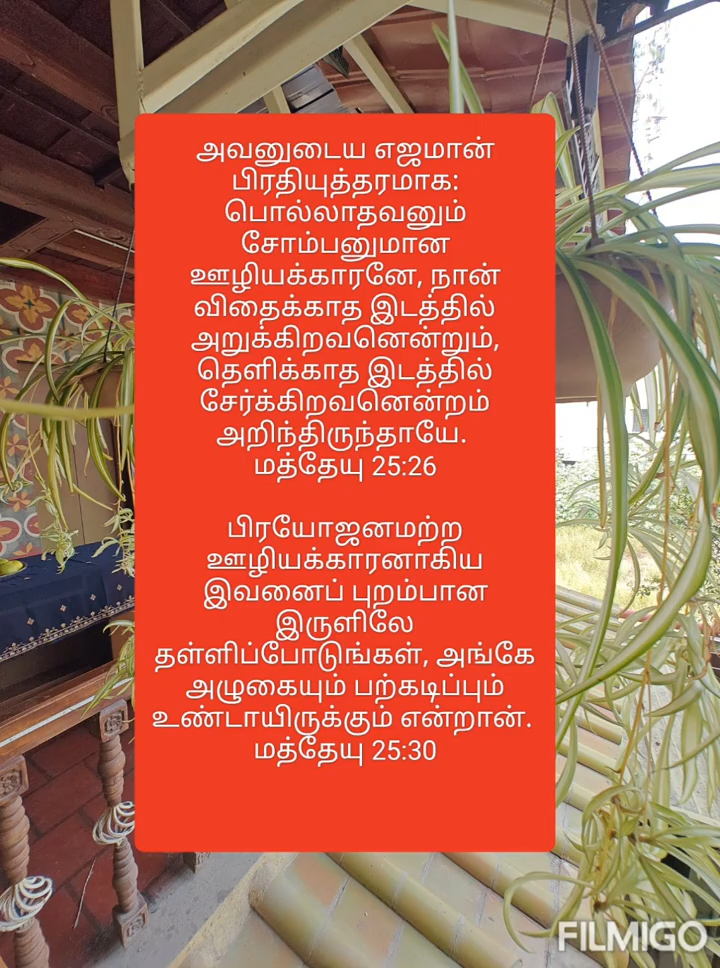 அவனுடைய எஜமான்
பிரதியுத்தரமாக:
பொல்லாதவனும்
சோம்பனுமான
ஊழியக்காரனே, நான்
விதைக்காத இடத்தில்
அறுக்கிறவனென்றும்,
தெளிக்காத இடத்தில்
சேர்க்கிறவனென்றம்
அறிந்திருந்தாயே.
மத்தேயு 25:26
பிரயோஜனமற்ற
ஊழியக்காரனாகிய
இவனைப் புறம்பான
இருளிலே
தள்ளிப்போடுங்கள், அங்கே
அழுகையும் பற்கடிப்பும்
உண்டாயிருக்கும் என்றான்.
மத்தேயு 25:30
FILMIGO